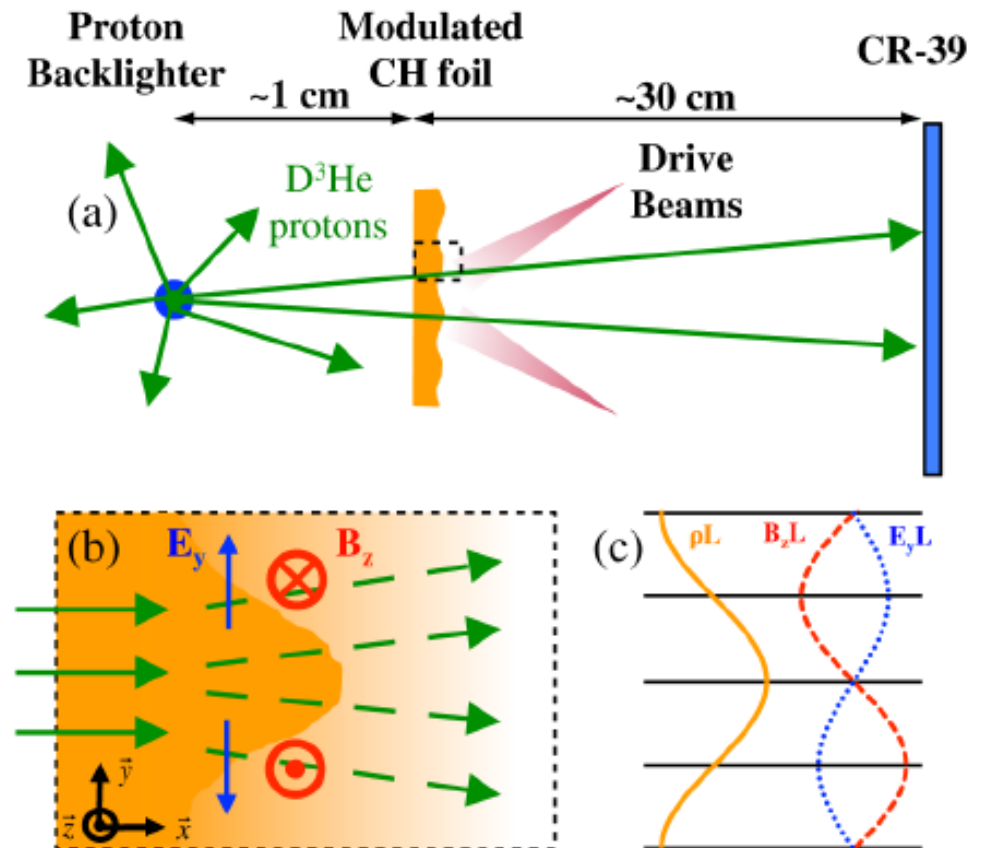 Proton
Backlighter
Modulated
CH foil
CR-39
~1 cm
~30 cm
(a)
D³He
protons
Drive
Beams
(b)
E_y
B_z
y⃗
z⃗
x⃗
(c)
ρL
B_zL
E_yL